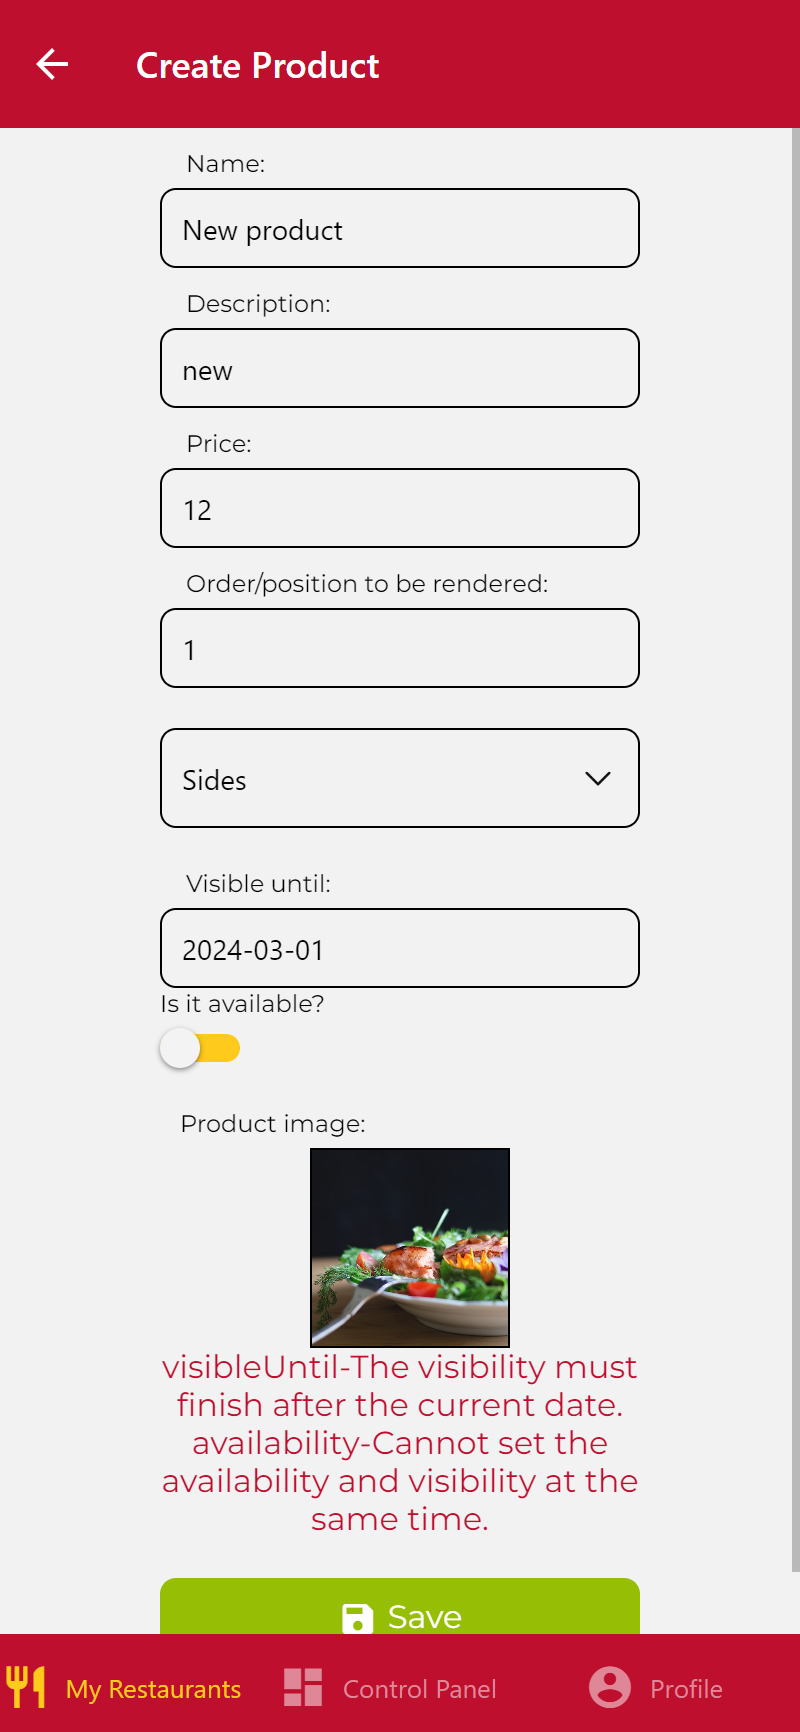 Create Product
Name:
New product
Description:
new
Price:
12
Order/position to be rendered:
1
Sides
Visible until:
2024-03-01
Is it available?
Product image:
visibleUntil-The visibility must
finish after the current date.
availability-Cannot set the
availability and visibility at the
same time.
Save
My Restaurants
Control Panel
Profile